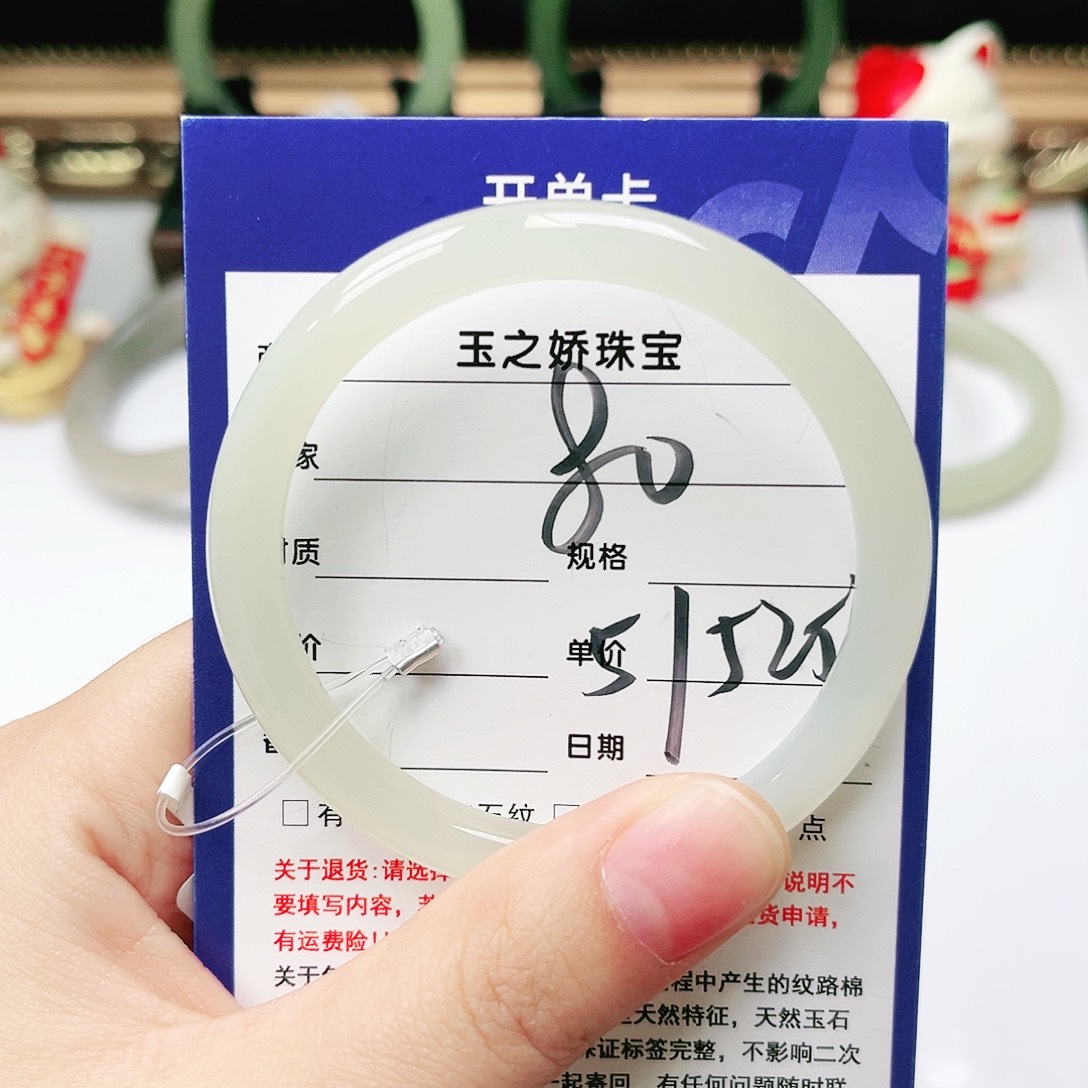 开单卡
玉之娇珠宝
80
家
质 规格
价 单价
51525
日期
有 石纹 点
关于退货:请选择 说明不
要填写内容, 货申请,
有运费险!
关于 程中产生的纹路棉
天然特征，天然玉石
保证标签完整，不影响二次
一起寄回，有任何问题随时联